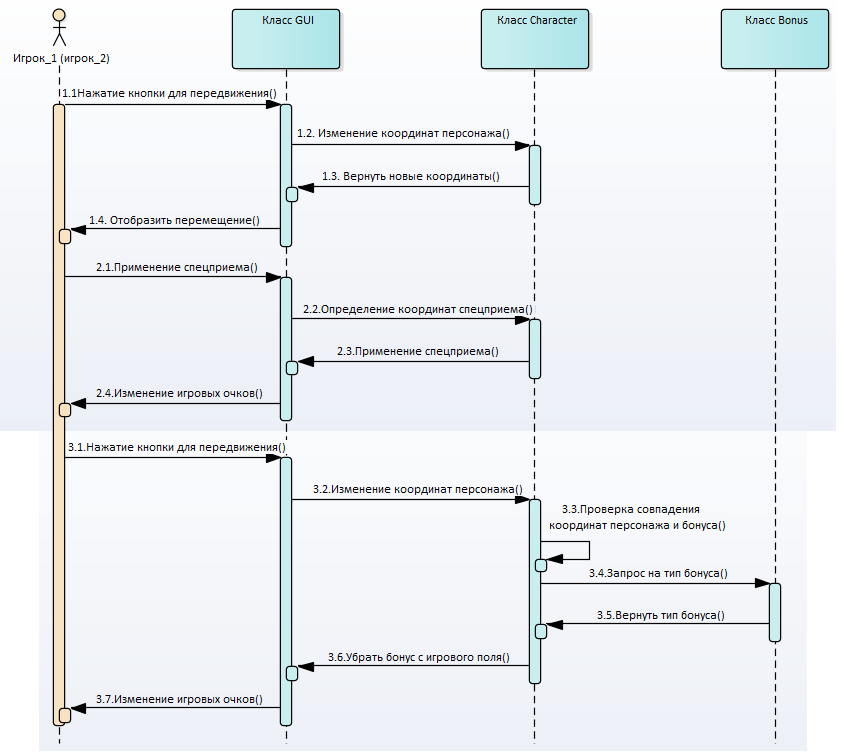 Класс GUI
Класс Character
Класс Bonus
Игрок_1 (игрок_2)
1.1Нажатие кнопки для передвижения()
1.2. Изменение координат персонажа()
1.3. Вернуть новые координаты()
1.4. Отобразить перемещение()
2.1.Применение спецприема()
2.2.Определение координат спецприема()
2.3.Применение спецприема()
2.4.Изменение игровых очков()
3.1.Нажатие кнопки для передвижения()
3.2.Изменение координат персонажа()
3.3.Проверка совпадения
координат персонажа и бонуса()
3.4.Запрос на тип бонуса()
3.5.Вернуть тип бонуса()
3.6.Убрать бонус с игрового поля()
3.7.Изменение игровых очков()